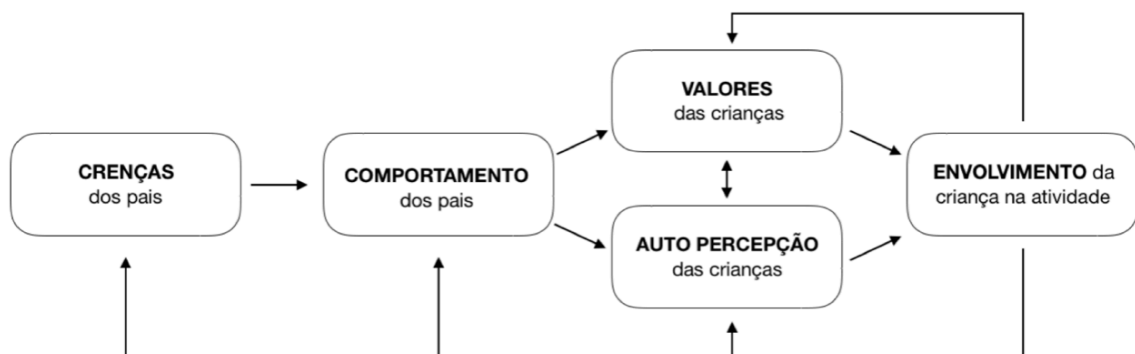 CRENÇAS
dos pais
COMPORTAMENTO
dos pais
VALORES
das crianças
AUTO PERCEPÇÃO
das crianças
ENVOLVIMENTO da
criança na atividade